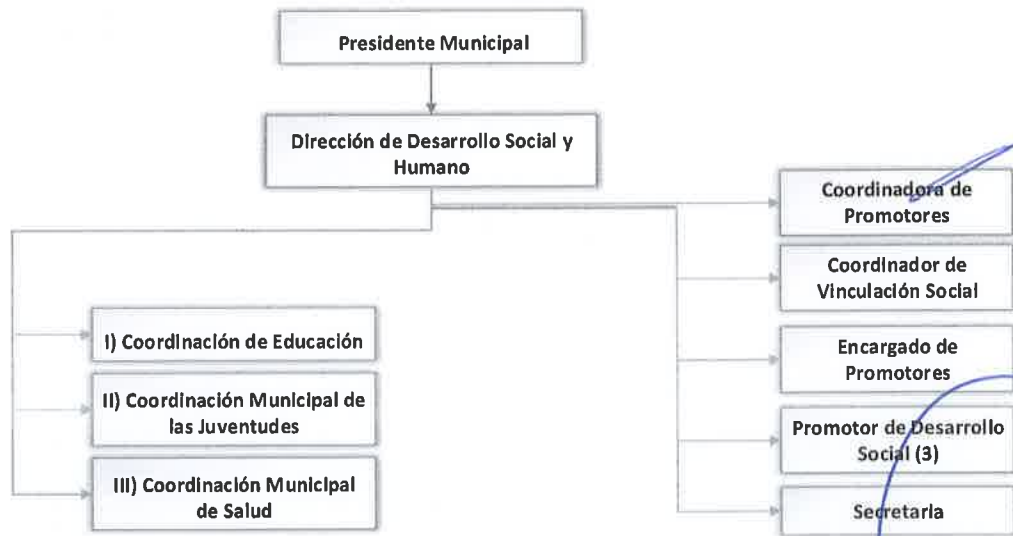 Presidente Municipal
Dirección de Desarrollo Social y
Humano
Coordinadora de
Promotores
Coordinador de
Vinculación Social
Encargado de
Promotores
Promotor de Desarrollo
Social (3)
Secretaria
I) Coordinación de Educación
II) Coordinación Municipal de
las Juventudes
III) Coordinación Municipal
de Salud